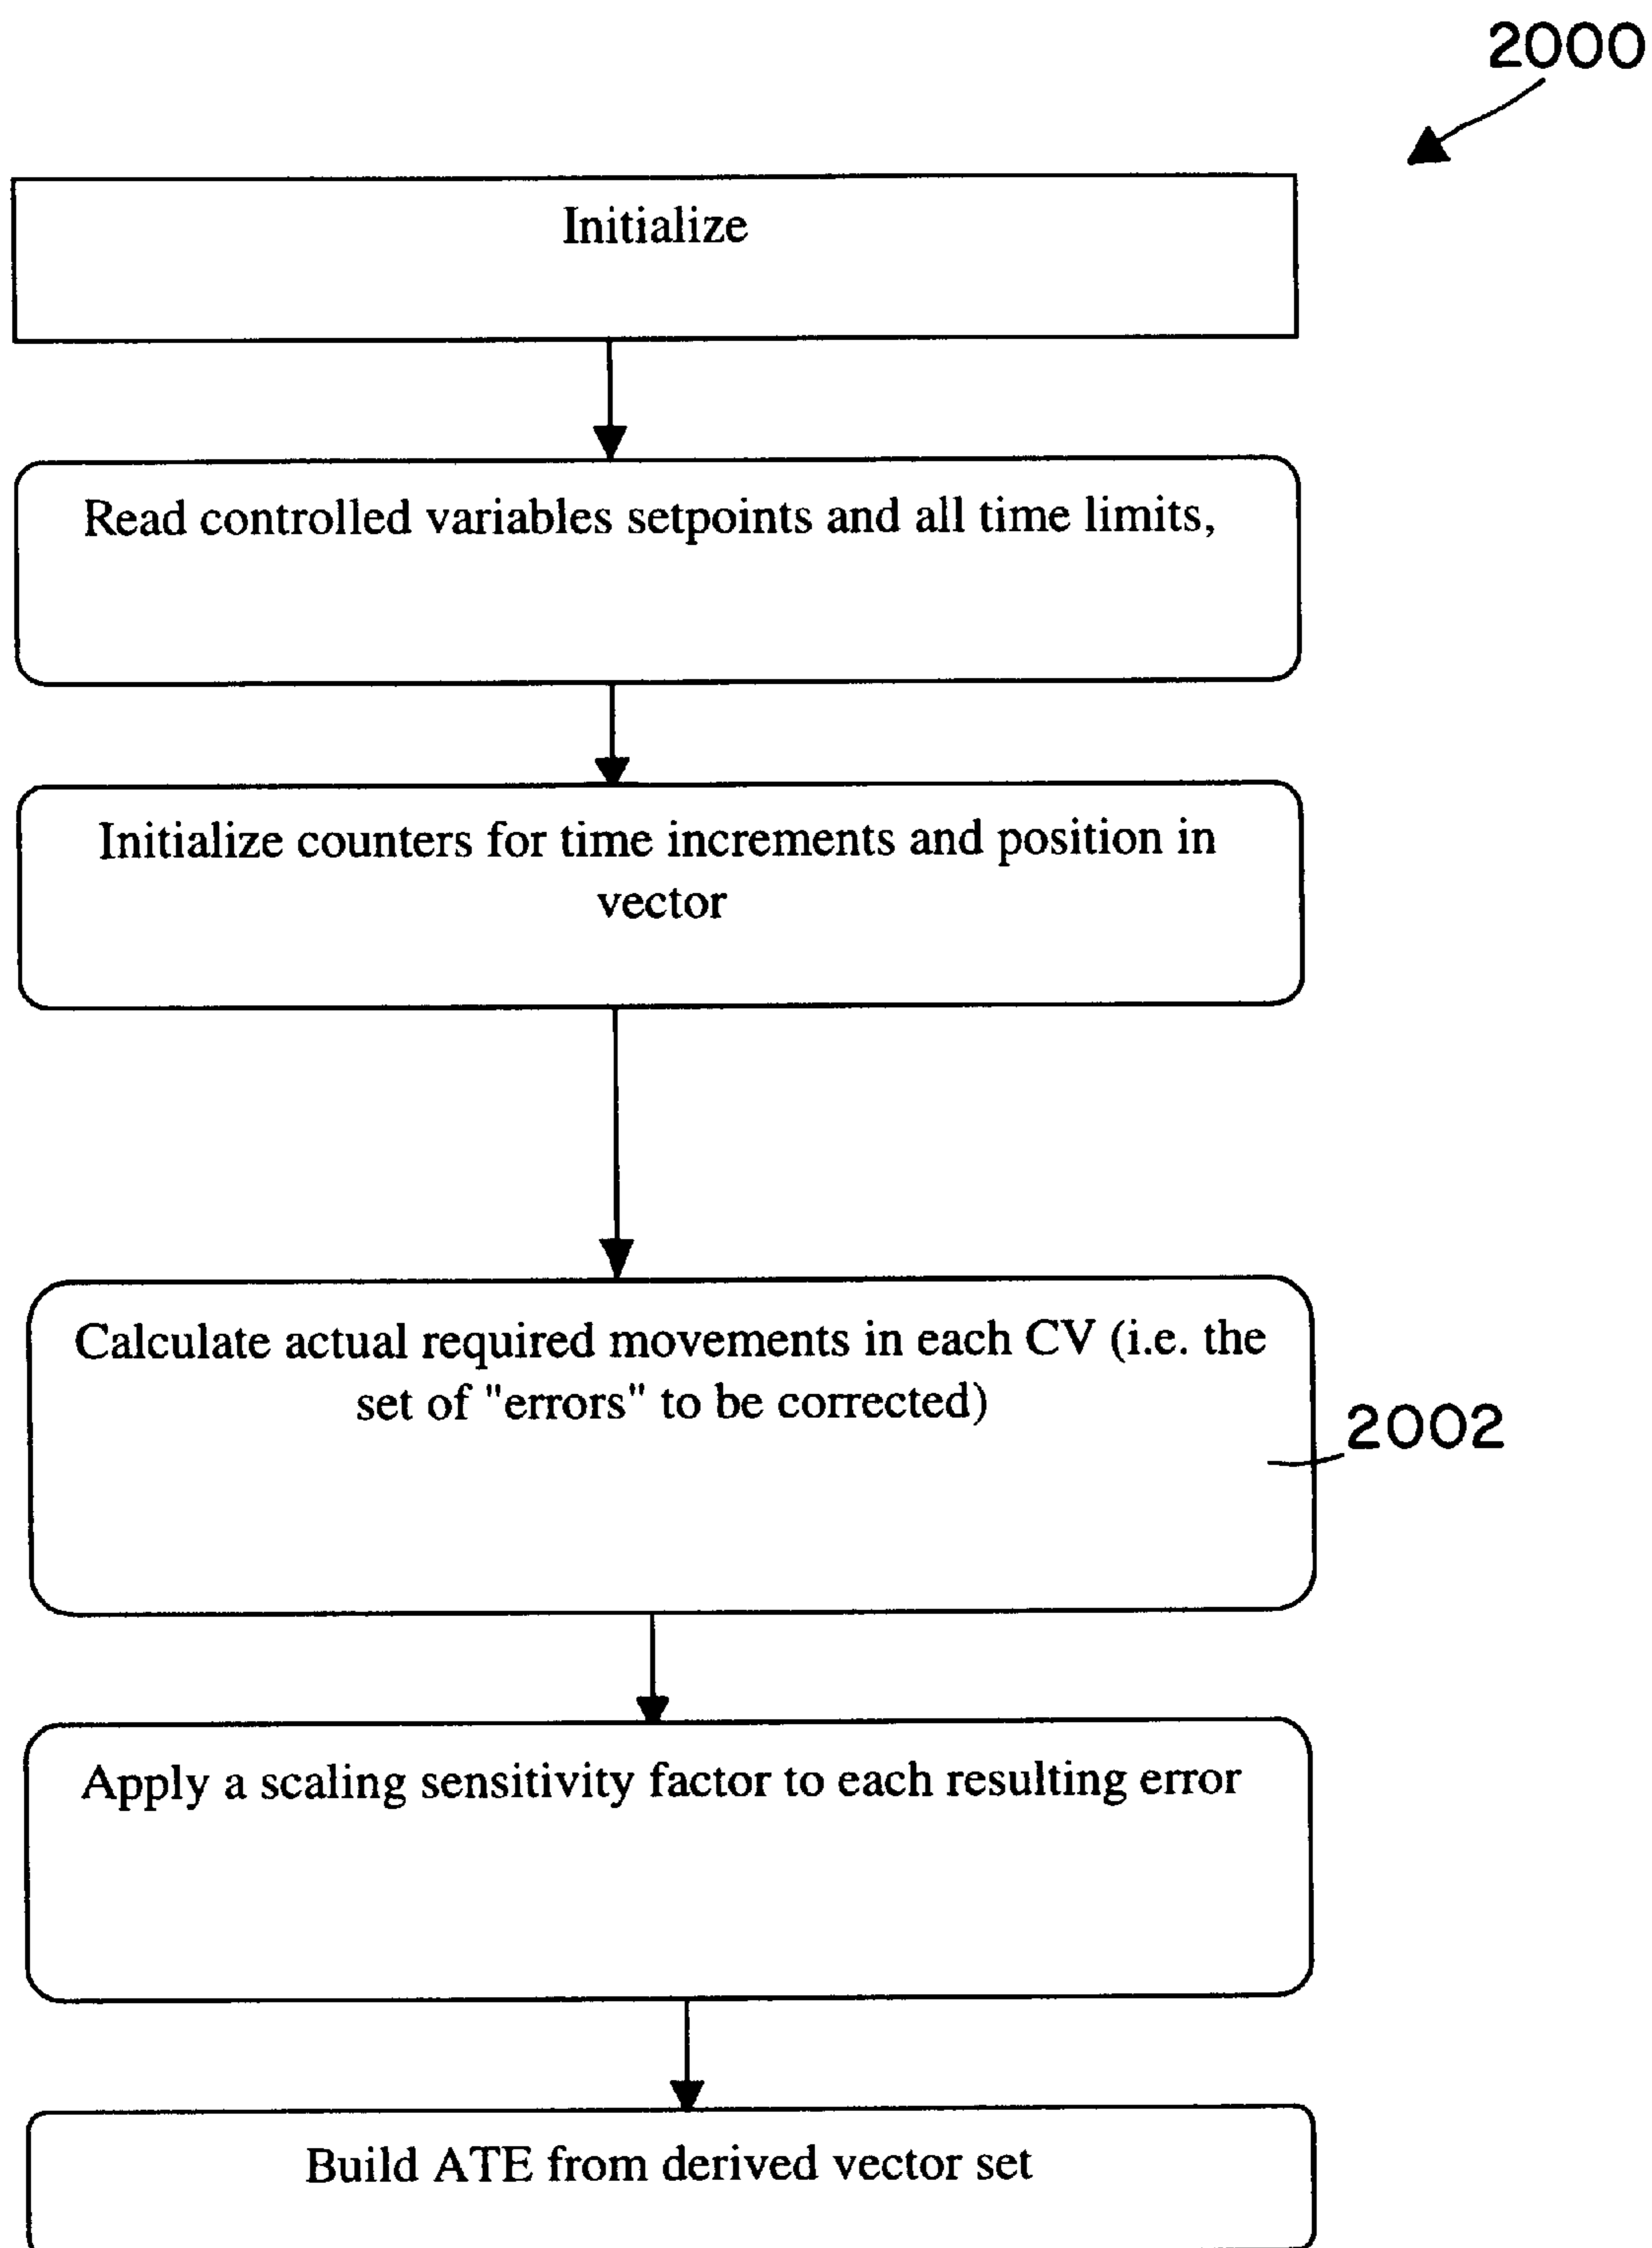 2000
Initialize
Read controlled variables setpoints and all time limits,
Initialize counters for time increments and position in
vector
Calculate actual required movements in each CV (i.e. the
set of "errors" to be corrected)
2002
Apply a scaling sensitivity factor to each resulting error
Build ATE from derived vector set